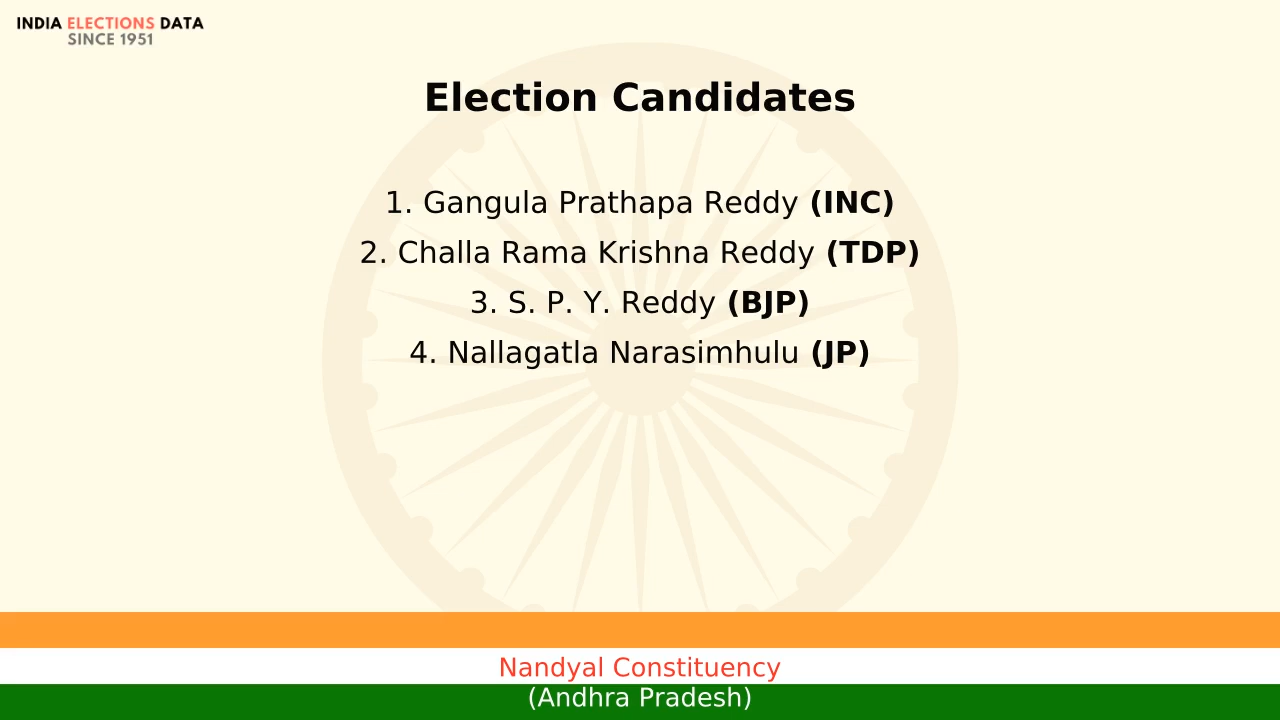 INDIA ELECTIONS DATA
SINCE 1951
Election Candidates
1. Gangula Prathapa Reddy (INC)
2. Challa Rama Krishna Reddy (TDP)
3. S. P. Y. Reddy (BJP)
4. Nallagatla Narasimhulu (JP)
Nandyal Constituency
(Andhra Pradesh)